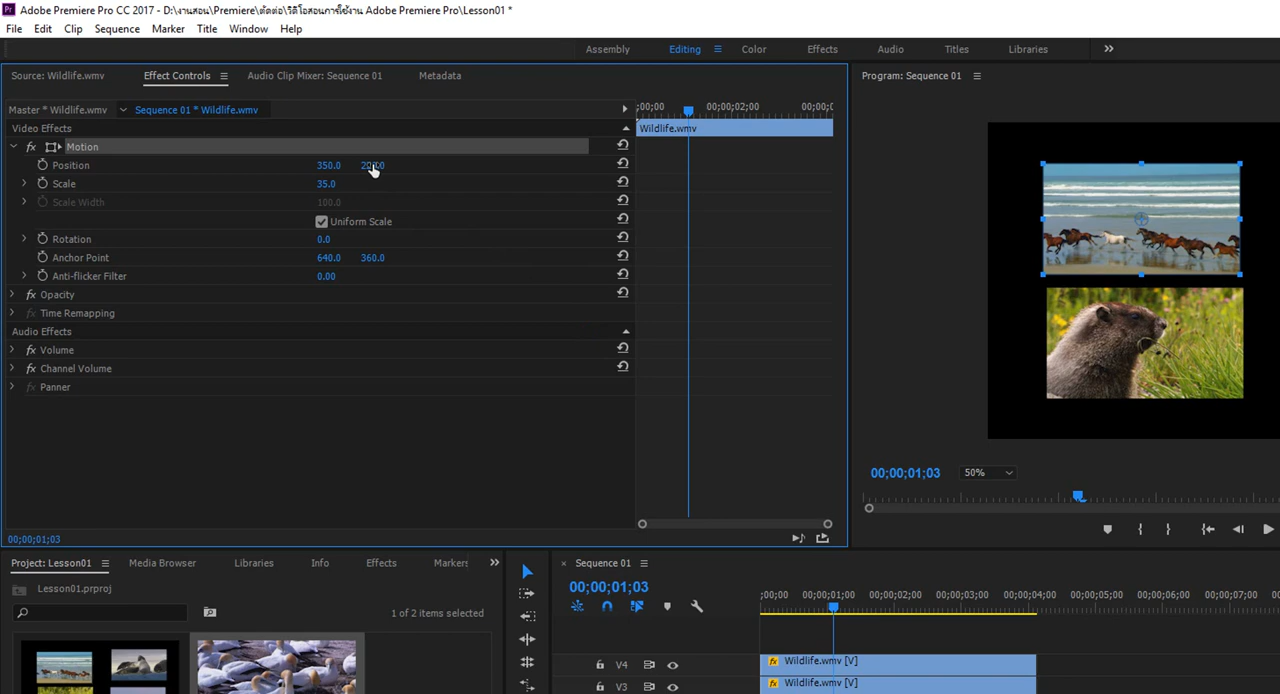 Adobe Premiere Pro CC 2017 - D:\งานสอน\Premiere\ตัดต่อ\วิดีโอสอนการใช้งาน Adobe Premiere Pro\Lesson01 *
File Edit Clip Sequence Marker Title Window Help
Assembly Editing Color Effects Audio Titles Libraries
Source: Wildlife.wmv Effect Controls Audio Clip Mixer: Sequence 01 Metadata Program: Sequence 01
Master * Wildlife.wmv Sequence 01 * Wildlife.wmv ;00;00 00;00;02;00
Video Effects Wildlife.wmv
fx Motion
Position 350.0
Scale 35.0
Scale Width 100.0
Uniform Scale
Rotation 0.0
Anchor Point 640.0 360.0
Anti-flicker Filter 0.00
fx Opacity
fx Time Remapping
Audio Effects
fx Volume
fx Channel Volume
fx Panner
00;00;01;03 50%
00;00;01;03
Project: Lesson01 Media Browser Libraries Info Effects Markers Sequence 01
Lesson01.prproj 00;00;01;03
1 of 2 items selected ;00;00 00;00;01;00 00;00;02;00 00;00;03;00 00;00;04;00 00;00;05;00 00;00;06;00 00;00;07;00
V4 fx Wildlife.wmv [V]
V3 fx Wildlife.wmv [V]